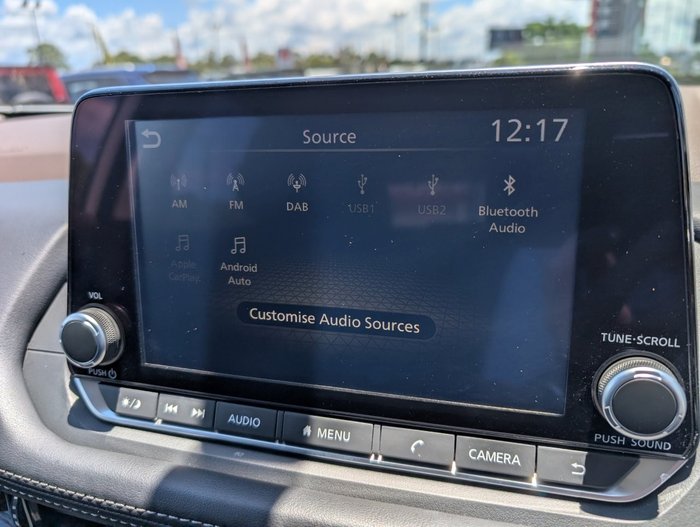 Source
12:17
AM
FM
DAB
USB1
USB2
Bluetooth
Audio
Apple
CarPlay
Android
Auto
Customise Audio Sources
VOL
PUSH
TUNE·SCROLL
PUSH SOUND
AUDIO
MENU
CAMERA